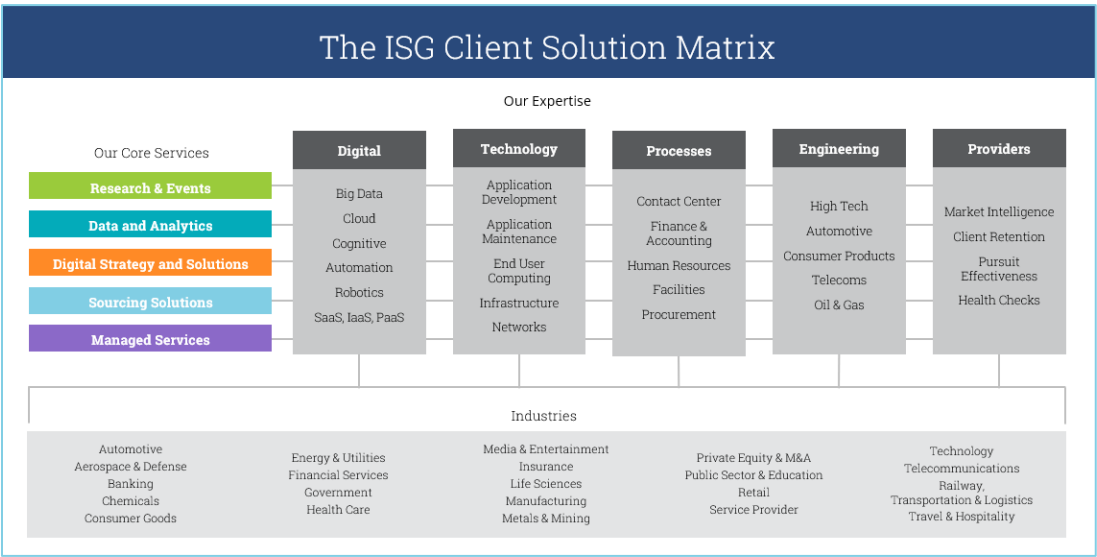 The ISG Client Solution Matrix
Our Expertise
Our Core Services
Research & Events
Data and Analytics
Digital Strategy and Solutions
Sourcing Solutions
Managed Services
Digital
Big Data
Cloud
Cognitive
Automation
Robotics
SaaS, IaaS, PaaS
Technology
Application
Development
Application
Maintenance
End User
Computing
Infrastructure
Networks
Processes
Contact Center
Finance &
Accounting
Human Resources
Facilities
Procurement
Engineering
High Tech
Automotive
Consumer Products
Telecoms
Oil & Gas
Providers
Market Intelligence
Client Retention
Pursuit
Effectiveness
Health Checks
Industries
Automotive
Aerospace & Defense
Banking
Chemicals
Consumer Goods
Energy & Utilities
Financial Services
Government
Health Care
Media & Entertainment
Insurance
Life Sciences
Manufacturing
Metals & Mining
Private Equity & M&A
Public Sector & Education
Retail
Service Provider
Technology
Telecommunications
Railway,
Transportation & Logistics
Travel & Hospitality